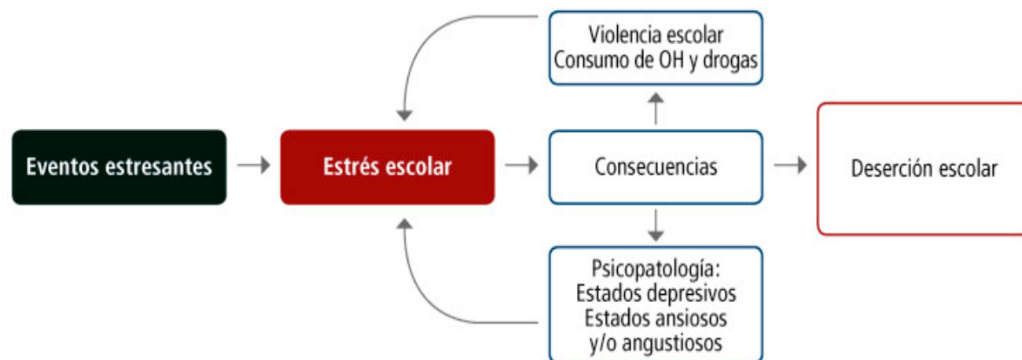 Violencia escolar
Consumo de OH y drogas
Eventos estresantes
Estrés escolar
Consecuencias
Deserción escolar
Psicopatología:
Estados depresivos
Estados ansiosos
y/o angustiosos